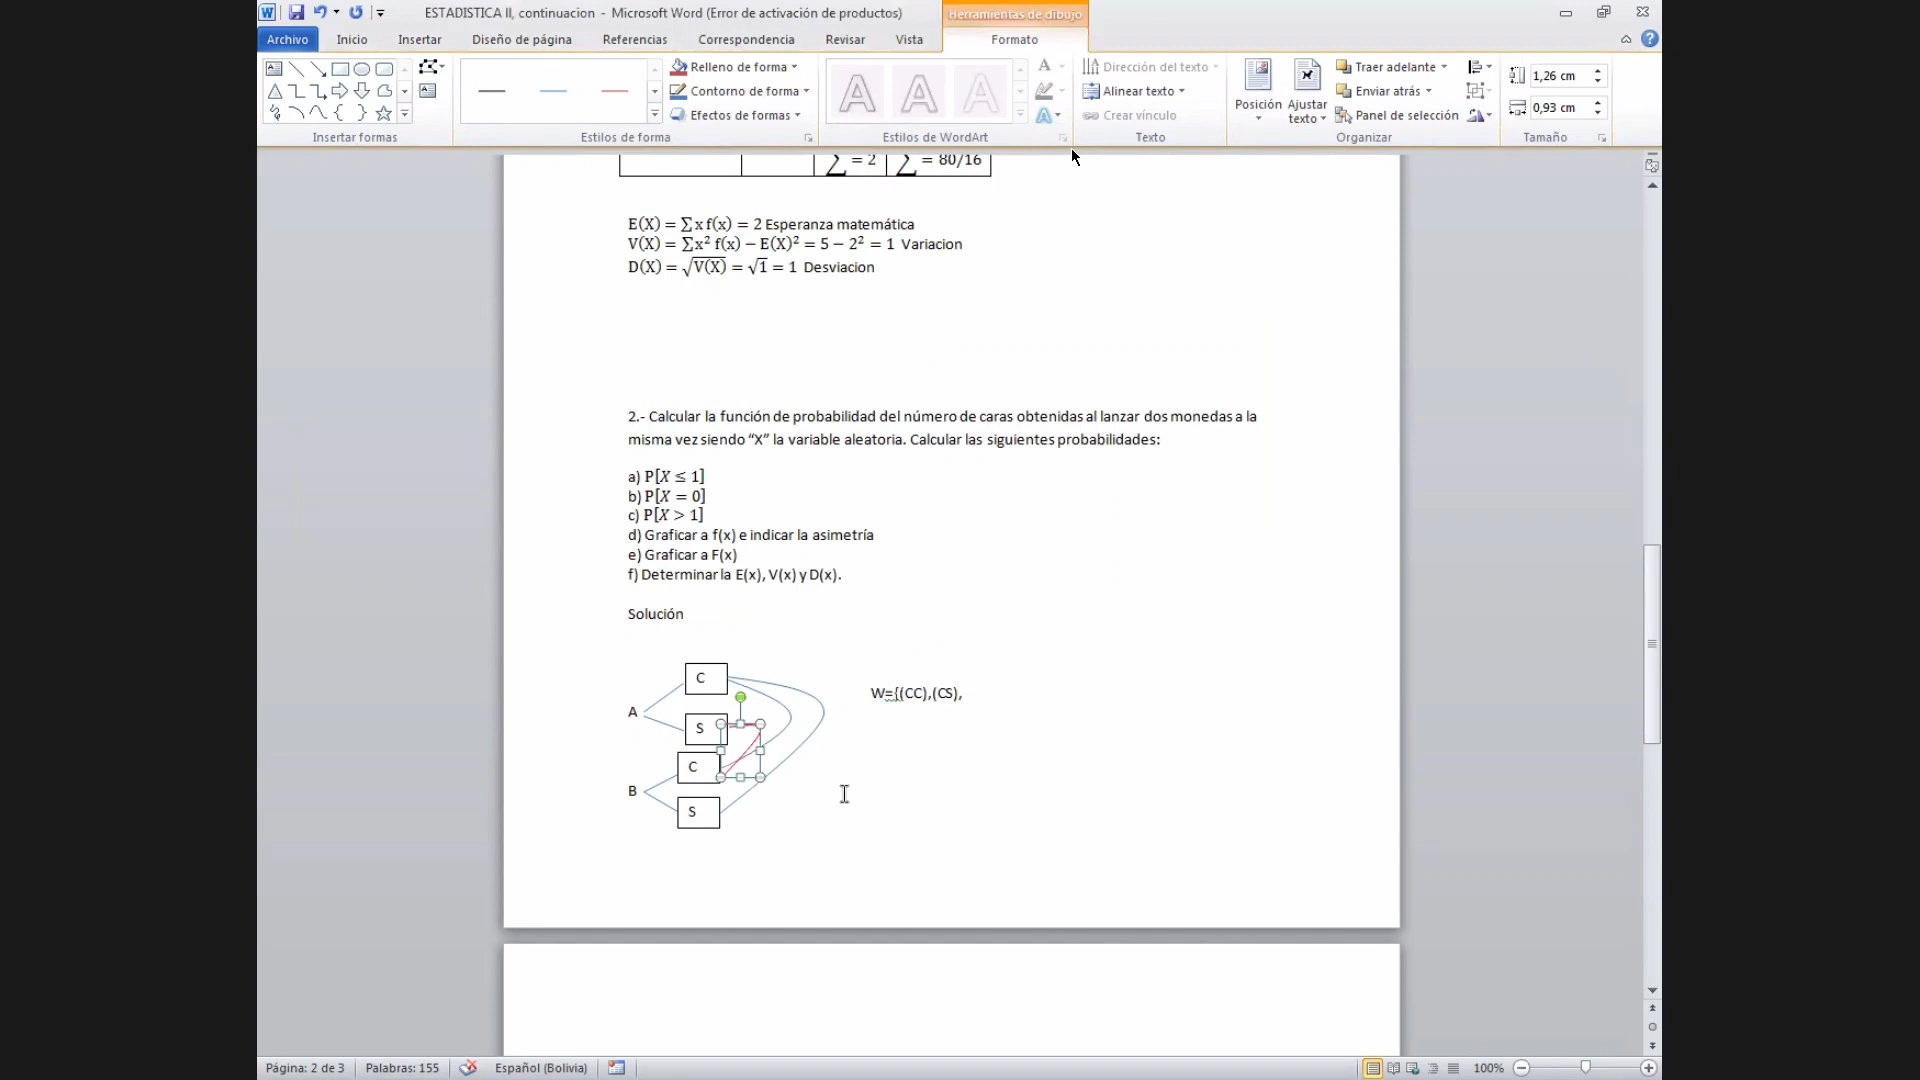 ESTADISTICA II, continuacion - Microsoft Word (Error de activación de productos)
Herramientas de dibujo
Archivo Inicio Insertar Diseño de página Referencias Correspondencia Revisar Vista Formato
Relleno de forma
Contorno de forma
Efectos de formas
Dirección del texto
Alinear texto
Crear vínculo
Posición
Ajustar texto
Traer adelante
Enviar atrás
Panel de selección
1,26 cm
0,93 cm
Insertar formas Estilos de forma Estilos de WordArt Texto Organizar Tamaño
∑ = 2 ∑ = 80/16
E(X) = ∑x f(x) = 2 Esperanza matemática
V(X) = ∑x² f(x) − E(X)² = 5 − 2² = 1 Variacion
D(X) = √V(X) = √1 = 1 Desviacion
2.- Calcular la función de probabilidad del número de caras obtenidas al lanzar dos monedas a la
misma vez siendo “X” la variable aleatoria. Calcular las siguientes probabilidades:
a) P[X ≤ 1]
b) P[X = 0]
c) P[X > 1]
d) Graficar a f(x) e indicar la asimetría
e) Graficar a F(x)
f) Determinar la E(x), V(x) y D(x).
Solución
C
W={(CC),(CS),
A
S
C
B
S
Página: 2 de 3 Palabras: 155 Español (Bolivia) 100%